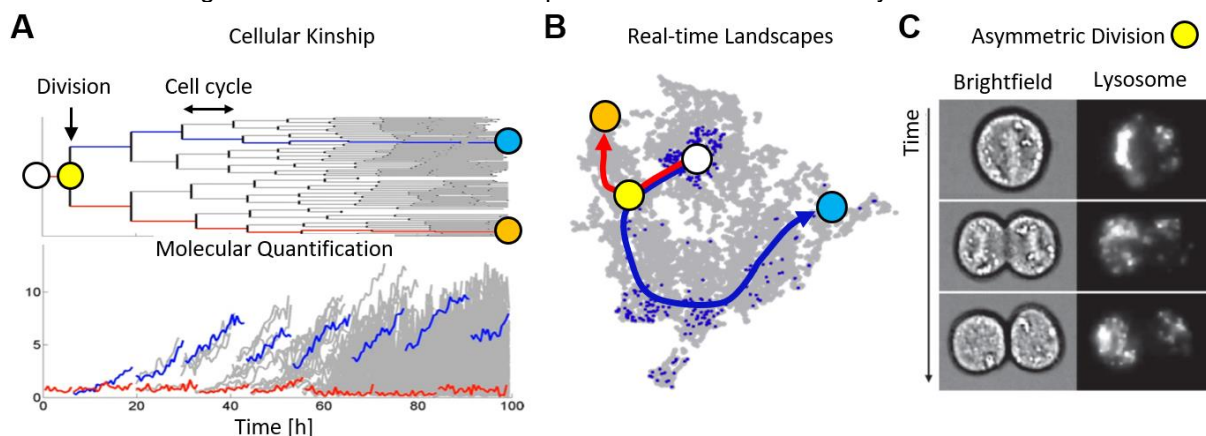 A
Cellular Kinship
Division
Cell cycle
Molecular Quantification
10
5
0
0
20
40
60
80
100
Time [h]
B
Real-time Landscapes
C
Asymmetric Division
Brightfield
Lysosome
Time